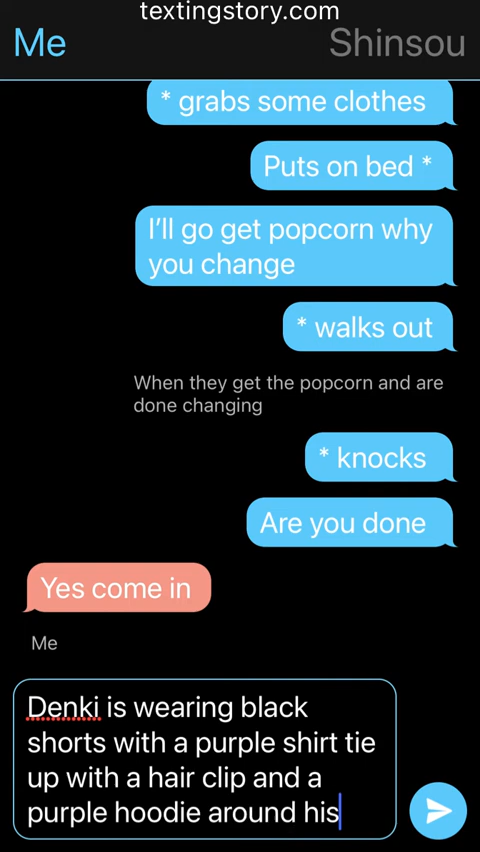 textingstory.com
Me
Shinsou
* grabs some clothes
Puts on bed *
I’ll go get popcorn why
you change
* walks out
When they get the popcorn and are
done changing
* knocks
Are you done
Yes come in
Me
Denki is wearing black
shorts with a purple shirt tie
up with a hair clip and a
purple hoodie around his